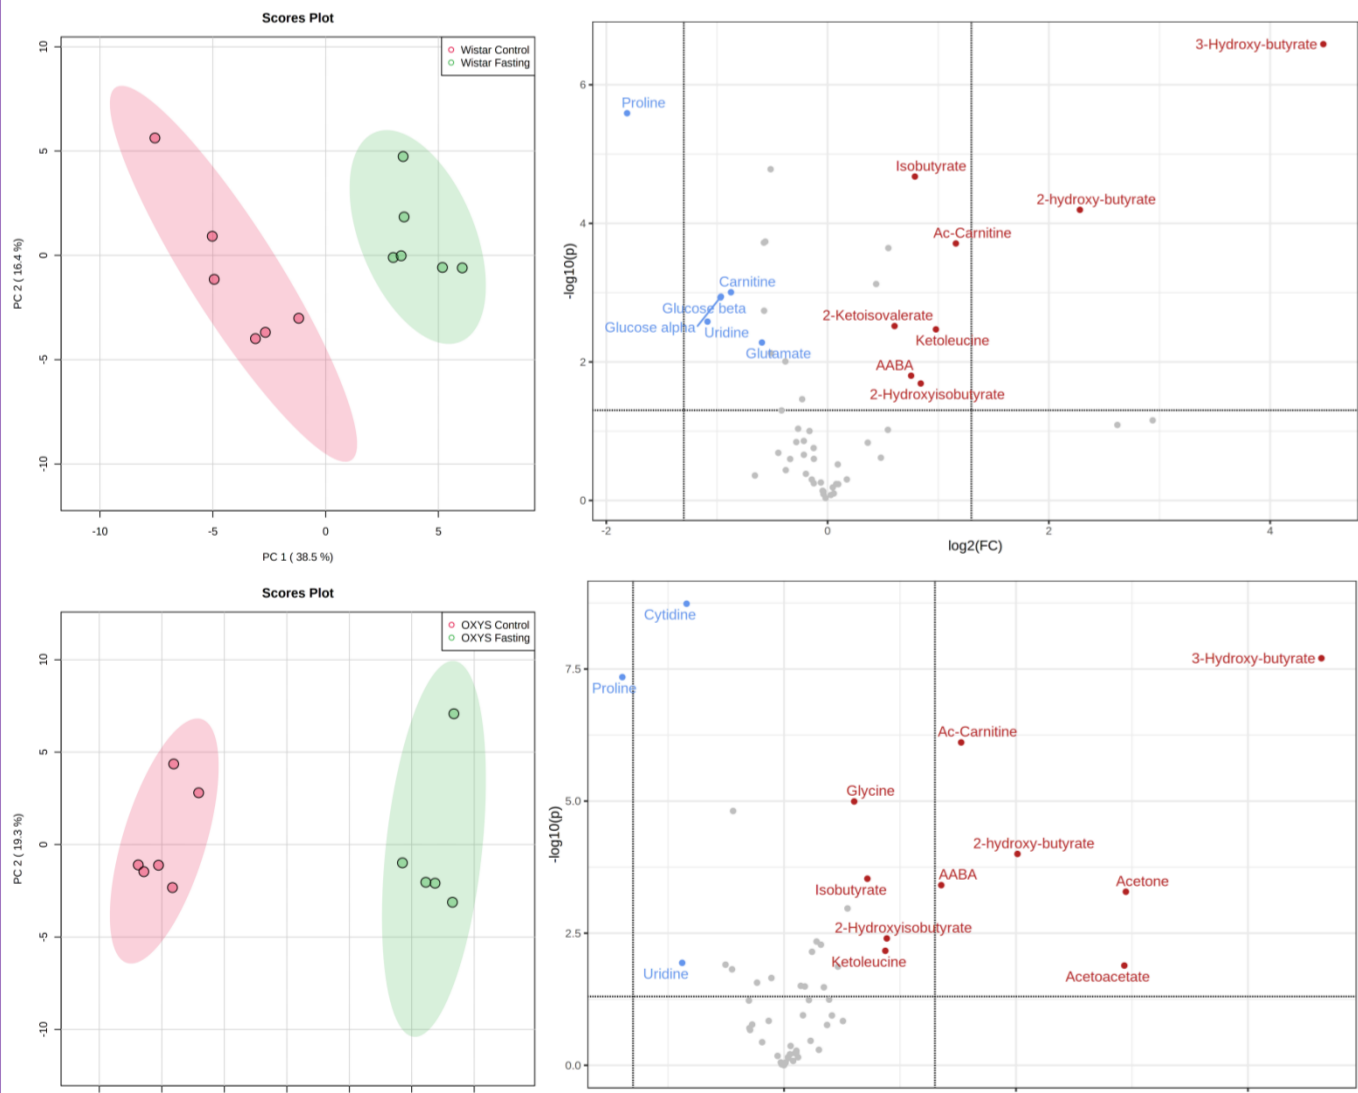 Scores Plot
Wistar Control
Wistar Fasting
10
5
0
-5
-10
PC 2 ( 16.4 %)
-10
-5
0
5
PC 1 ( 38.5 %)
3-Hydroxy-butyrate
Proline
Isobutyrate
2-hydroxy-butyrate
Ac-Carnitine
Carnitine
Glucose beta
Glucose alpha
Uridine
Glutamate
2-Ketoisovalerate
Ketoleucine
AABA
2-Hydroxyisobutyrate
6
4
2
0
-log10(p)
-2
0
2
4
log2(FC)
Scores Plot
OXYS Control
OXYS Fasting
10
5
0
-5
-10
PC 2 ( 19.3 %)
Cytidine
3-Hydroxy-butyrate
Proline
Ac-Carnitine
Glycine
2-hydroxy-butyrate
AABA
Acetone
Isobutyrate
2-Hydroxyisobutyrate
Ketoleucine
Acetoacetate
Uridine
7.5
5.0
2.5
0.0
-log10(p)